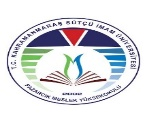 T.C. KAHRAMANMARAŞ SÜTÇÜ İMAM ÜNİVERSİTESİ
PAZARCIK MESLEK YÜKSEKOKULU